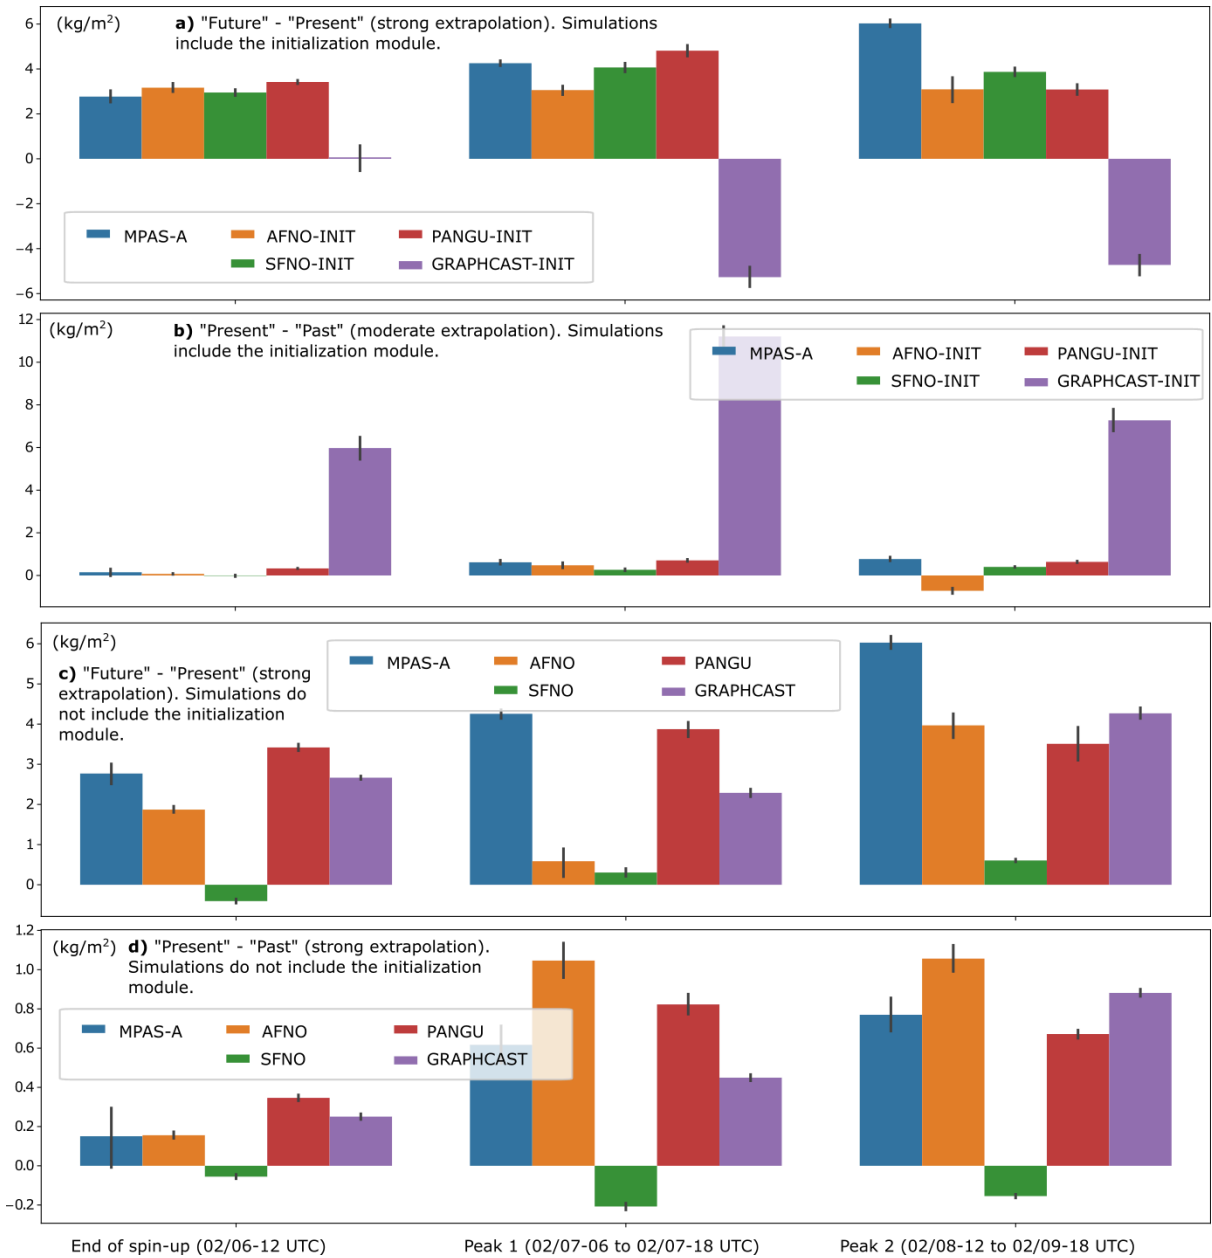 (kg/m²)
a) "Future" - "Present" (strong extrapolation). Simulations
include the initialization module.
6
4
2
0
−2
−4
−6
MPAS-A
AFNO-INIT
PANGU-INIT
SFNO-INIT
GRAPHCAST-INIT
(kg/m²)
b) "Present" - "Past" (moderate extrapolation). Simulations
include the initialization module.
12
10
8
6
4
2
0
MPAS-A
AFNO-INIT
PANGU-INIT
SFNO-INIT
GRAPHCAST-INIT
(kg/m²)
c) "Future" - "Present" (strong
extrapolation). Simulations do
not include the initialization
module.
6
5
4
3
2
1
0
MPAS-A
AFNO
PANGU
SFNO
GRAPHCAST
(kg/m²)
d) "Present" - "Past" (strong extrapolation).
Simulations do not include the initialization
module.
1.2
1.0
0.8
0.6
0.4
0.2
0.0
−0.2
MPAS-A
AFNO
PANGU
SFNO
GRAPHCAST
End of spin-up (02/06-12 UTC)
Peak 1 (02/07-06 to 02/07-18 UTC)
Peak 2 (02/08-12 to 02/09-18 UTC)